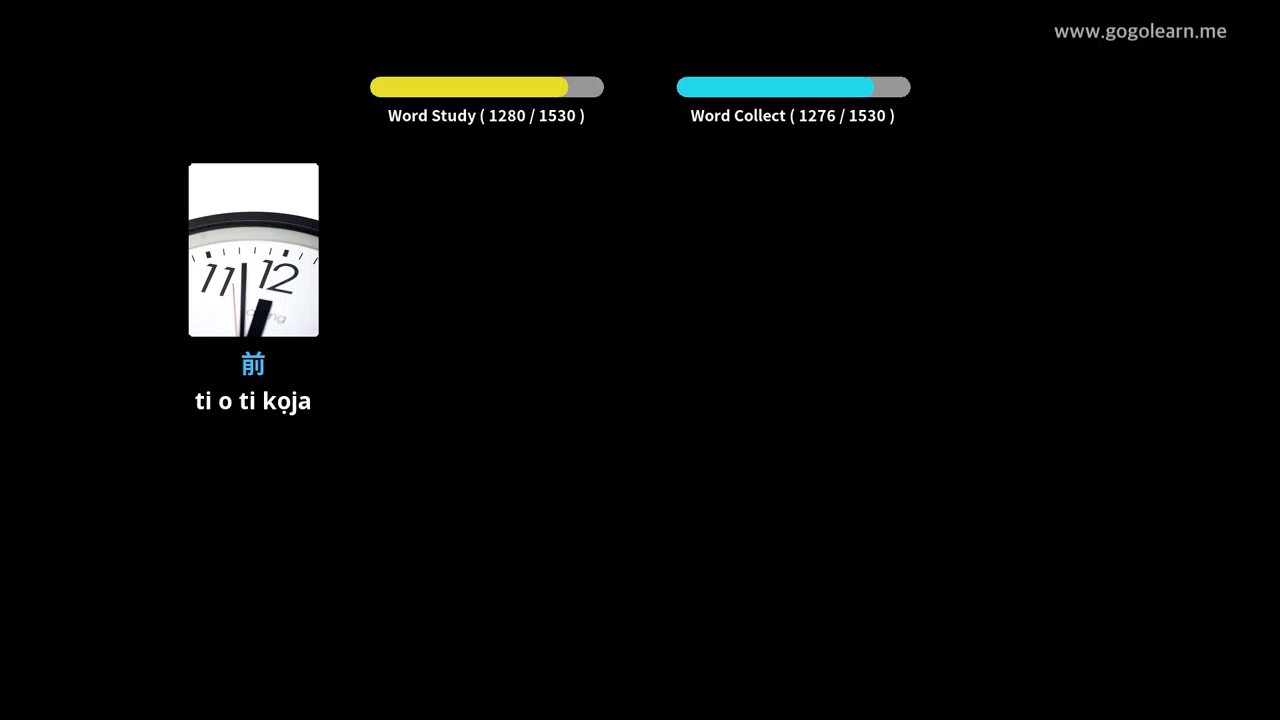 www.gogolearn.me
Word Study ( 1280 / 1530 )
Word Collect ( 1276 / 1530 )
11 12
前
ti o ti kọja